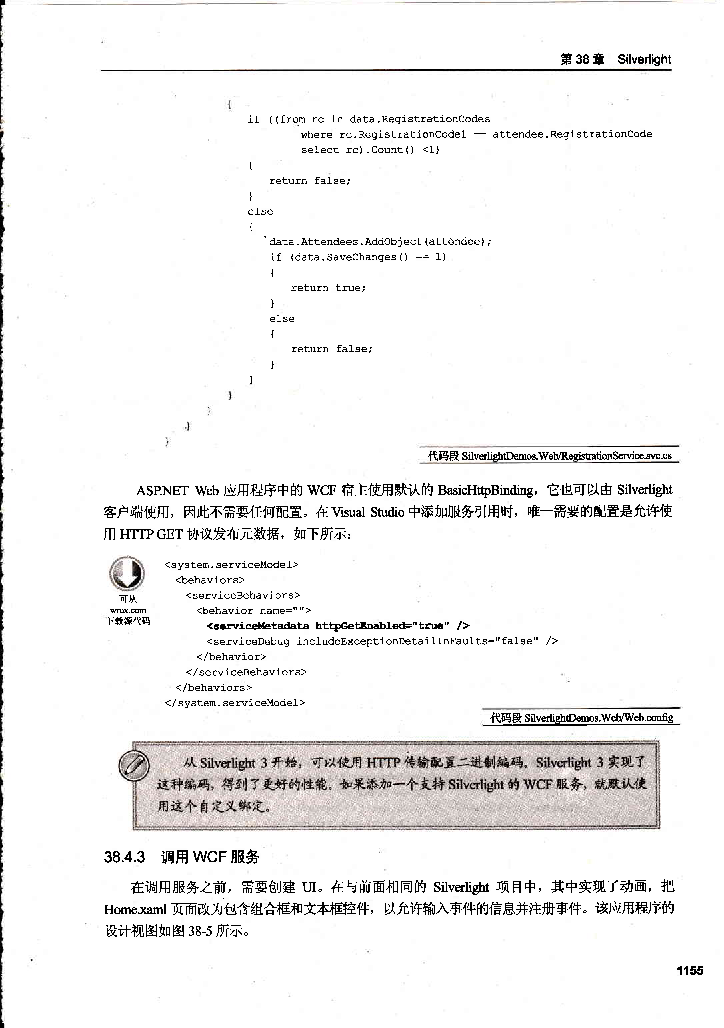 第 38 章 Silverlight
{
if ((from rc in data.RegistrationCodes
where rc.RegistrationCode1 == attendee.RegistrationCode
select rc).Count() <1)
{
return false;
}
else
{
data.Attendees.AddObject(attendee);
if (data.SaveChanges() == 1)
{
return true;
}
else
{
return false;
}
}
}
}
}
}
代码段 SilverlightDemos.Web/RegistrationService.svc.cs
ASP.NET Web 应用程序中的 WCF 宿主使用默认的 BasicHttpBinding，它也可以由 Silverlight
客户端使用，因此不需要任何配置。在 Visual Studio 中添加服务引用时，唯一需要的配置是允许使
用 HTTP GET 协议发布元数据，如下所示：
<system.serviceModel>
<behaviors>
<serviceBehaviors>
<behavior name="">
<serviceMetadata httpGetEnabled="true" />
<serviceDebug includeExceptionDetailInFaults="false" />
</behavior>
</serviceBehaviors>
</behaviors>
</system.serviceModel>
可从
wrox.com
下载源代码
代码段 SilverlightDemos.Web/Web.config
从 Silverlight 3 开始，可以使用 HTTP 传输配置二进制编码。Silverlight 3 实现了
这种编码，得到了更好的性能。如果添加一个支持 Silverlight 的 WCF 服务，就默认使
用这个自定义绑定。
38.4.3 调用 WCF 服务
在调用服务之前，需要创建 UI。在与前面相同的 Silverlight 项目中，其中实现了动画，把
Home.xaml 页面改为包含组合框和文本框控件，以允许输入事件的信息并注册事件。该应用程序的
设计视图如图 38-5 所示。
1155